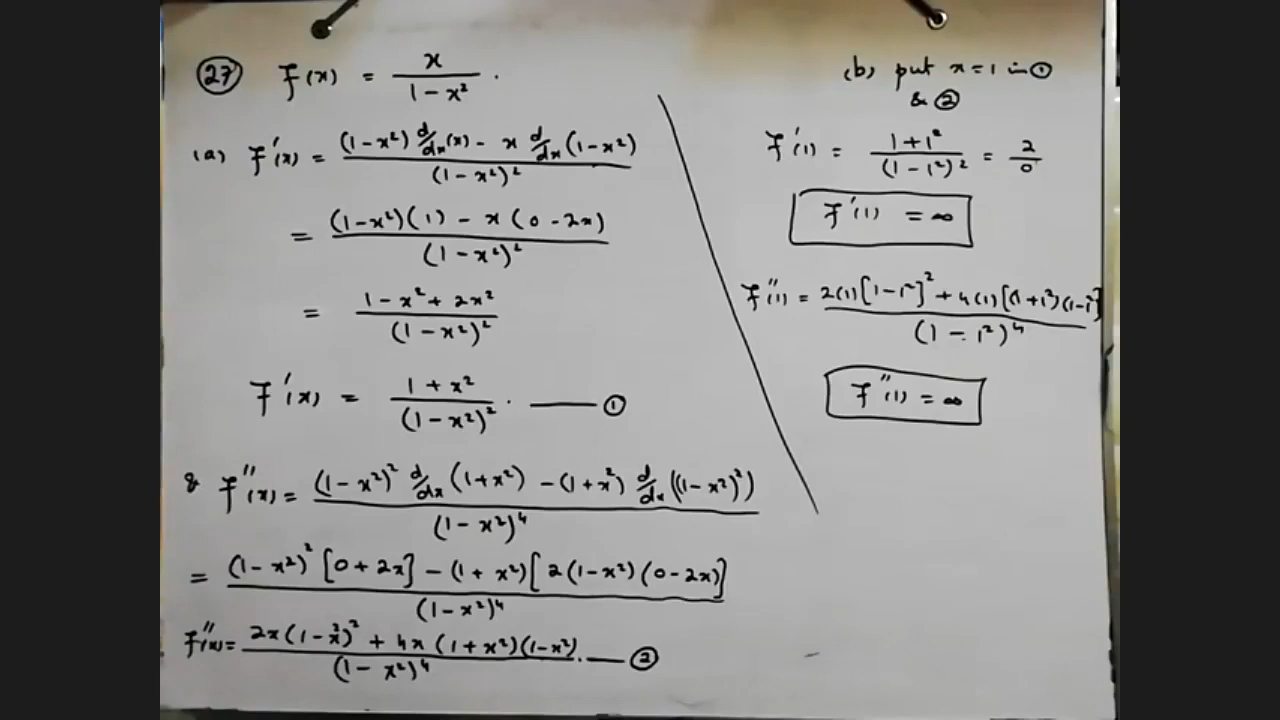 27 F(x) = x / (1 - x²) .
(a) F'(x) = ((1-x²) d/dx (x) - x d/dx (1-x²)) / (1-x²)²
= ((1-x²)(1) - x(0-2x)) / (1-x²)²
= (1-x²+2x²) / (1-x²)²
F'(x) = (1+x²) / (1-x²)² . —— ①
& F''(x) = ((1-x²)² d/dx (1+x²) - (1+x²) d/dx ((1-x²)²)) / (1-x²)⁴
= ((1-x²)² [0+2x] - (1+x²)[2(1-x²)(0-2x)]) / (1-x²)⁴
F''(x) = (2x(1-x²)² + 4x(1+x²)(1-x²)) / (1-x²)⁴ . —— ②
(b) put x=1 in ①
& ②
F'(1) = (1+1²) / (1-1²)² = 2/0
F'(1) = ∞
F''(1) = (2(1)[1-1²]² + 4(1)[(1+1²)(1-1²)]) / (1-1²)⁴
F''(1) = ∞